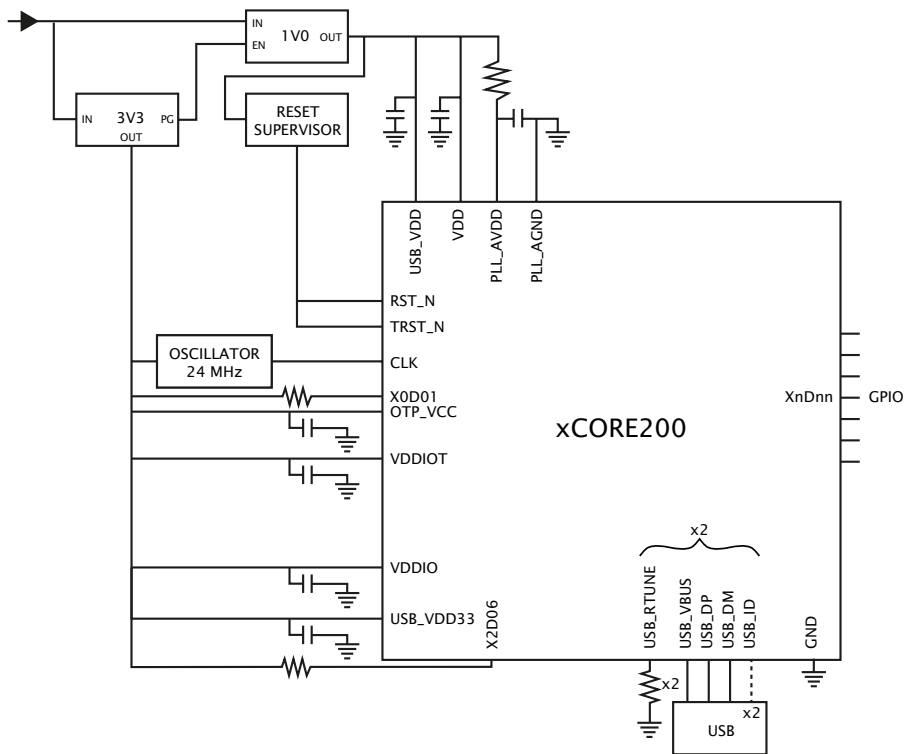 IN
1V0 OUT
EN
IN 3V3 PG
OUT
RESET
SUPERVISOR
USB_VDD
VDD
PLL_AVDD
PLL_AGND
RST_N
TRST_N
OSCILLATOR
24 MHz
CLK
X0D01
OTP_VCC
XnDnn GPIO
xCORE200
VDDIOT
x2
VDDIO
USB_VDD33
X2D06
USB_RTUNE
USB_VBUS
USB_DP
USB_DM
USB_ID
GND
x2
x2
USB